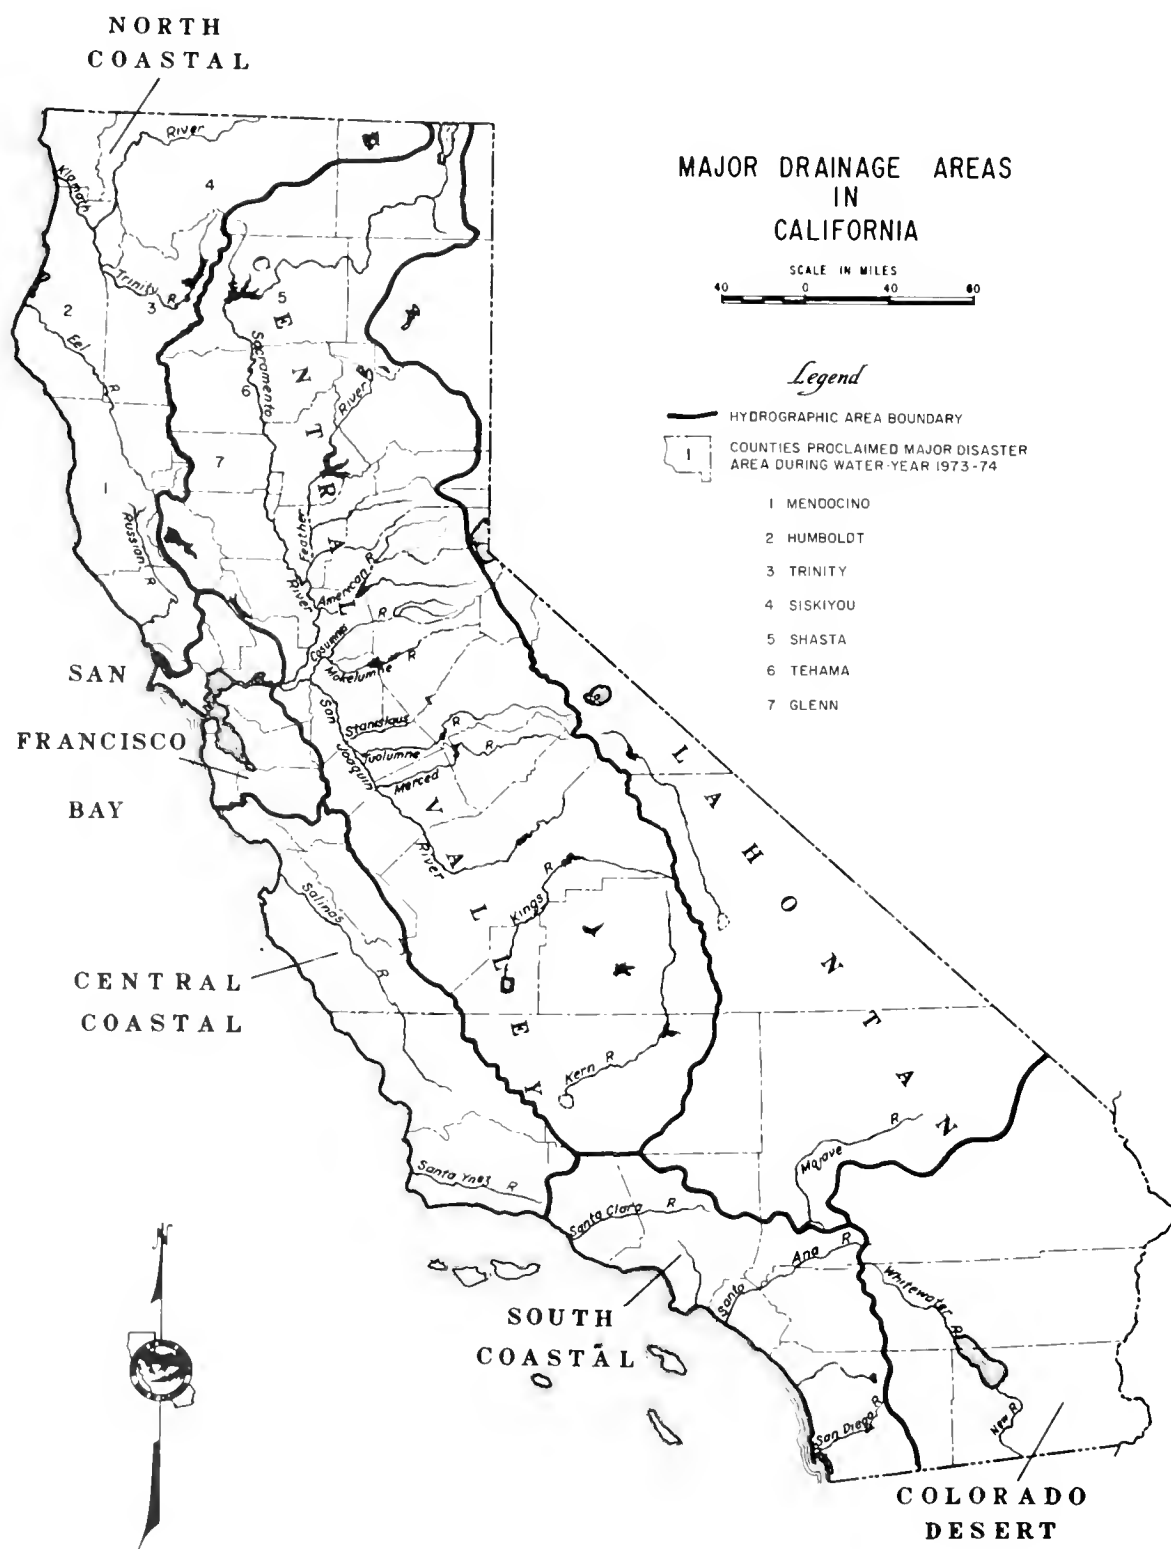 NORTH
COASTAL
MAJOR DRAINAGE AREAS
IN
CALIFORNIA
SCALE IN MILES
40 0 40 80
Legend
HYDROGRAPHIC AREA BOUNDARY
1 COUNTIES PROCLAIMED MAJOR DISASTER
AREA DURING WATER-YEAR 1973-74
1 MENDOCINO
2 HUMBOLDT
3 TRINITY
4 SISKIYOU
5 SHASTA
6 TEHAMA
7 GLENN
Klamath
River
4
Trinity R
3
2
Eel
R
5
6
7
1
Sacramento
River
River
R
Feather
Russian R
American R
Cosumne R
Mokelumne R
Stanislaus R
Tuolumne R
Merced R
San Joaquin River
Kings R
Kern R
Salinas R
CENTRAL
VALLEY
LAHONTAN
SAN
FRANCISCO
BAY
CENTRAL
COASTAL
Santa Ynez R
Santa Clara R
Mojave R
Santa Ana R
Whitewater R
New R
San Diego R
SOUTH
COASTAL
COLORADO
DESERT
N